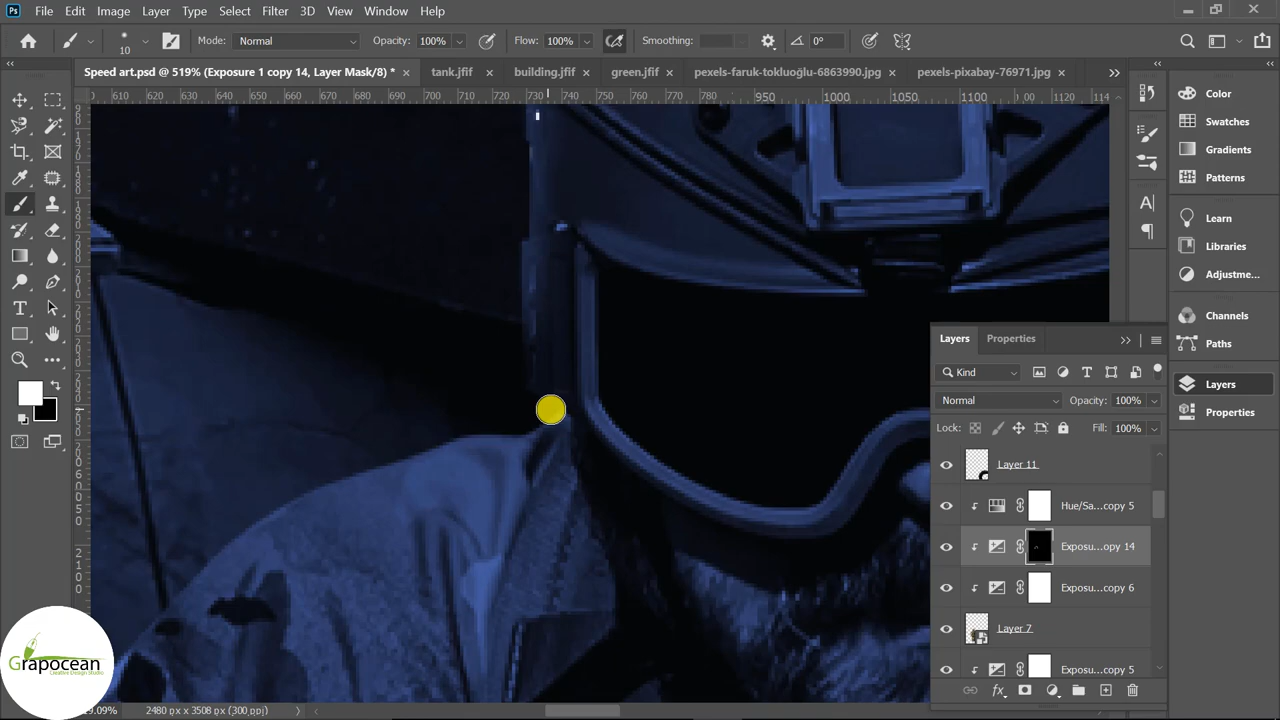 Ps File Edit Image Layer Type Select Filter 3D View Window Help
10 Mode: Normal Opacity: 100% Flow: 100% Smoothing: 0°
Speed art.psd @ 519% (Exposure 1 copy 14, Layer Mask/8) * × tank.jfif × building.jfif × green.jfif × pexels-faruk-tokluoğlu-6863990.jpg × pexels-pixabay-76971.jpg ×
610 620 630 640 650 660 670 680 690 700 710 720 730 740 750 760 770 780 950 1000 1050 1100 1120
Color
Swatches
Gradients
Patterns
Learn
Libraries
Adjustme...
Channels
Paths
Layers
Properties
Layers Properties
Kind
Normal Opacity: 100%
Lock: Fill: 100%
Layer 11
Hue/Sa...copy 5
Exposu...opy 14
Exposu...copy 6
Layer 7
Exposu...copy 5
Grapocean
Creative Design Studio
2480 px x 3508 px (300 ppi)